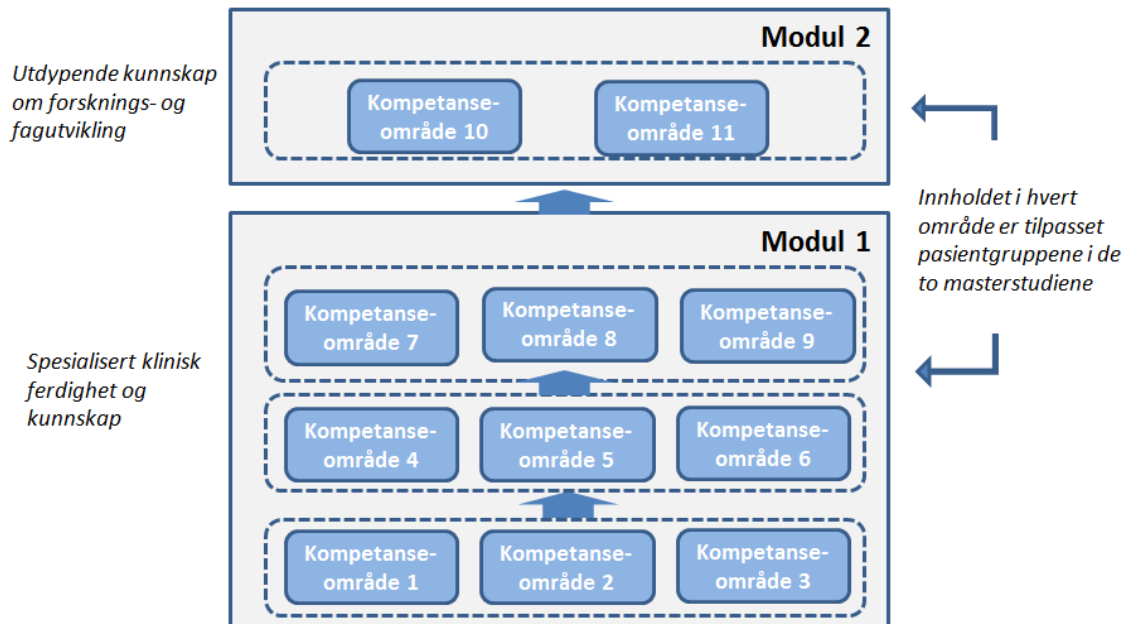 Modul 2
Utdypende kunnskap
om forsknings- og
fagutvikling
Kompetanse-
område 10
Kompetanse-
område 11
Innholdet i hvert
område er tilpasset
pasientgruppene i de
to masterstudiene
Modul 1
Kompetanse-
område 7
Kompetanse-
område 8
Kompetanse-
område 9
Spesialisert klinisk
ferdighet og
kunnskap
Kompetanse-
område 4
Kompetanse-
område 5
Kompetanse-
område 6
Kompetanse-
område 1
Kompetanse-
område 2
Kompetanse-
område 3